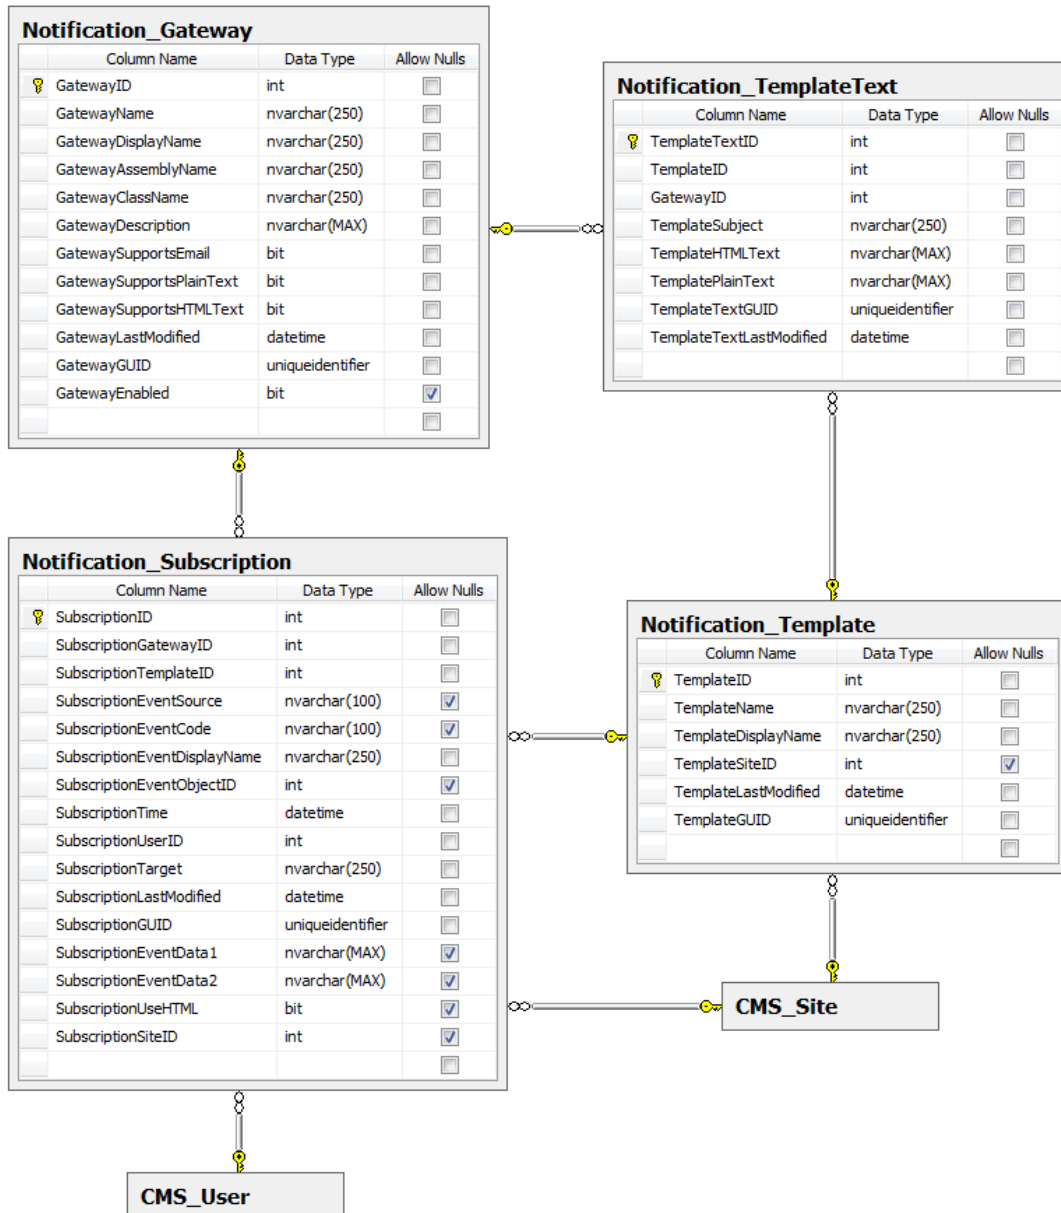 Notification_Gateway
Column Name Data Type Allow Nulls
GatewayID int
GatewayName nvarchar(250)
GatewayDisplayName nvarchar(250)
GatewayAssemblyName nvarchar(250)
GatewayClassName nvarchar(250)
GatewayDescription nvarchar(MAX)
GatewaySupportsEmail bit
GatewaySupportsPlainText bit
GatewaySupportsHTMLText bit
GatewayLastModified datetime
GatewayGUID uniqueidentifier
GatewayEnabled bit
Notification_TemplateText
Column Name Data Type Allow Nulls
TemplateTextID int
TemplateID int
GatewayID int
TemplateSubject nvarchar(250)
TemplateHTMLText nvarchar(MAX)
TemplatePlainText nvarchar(MAX)
TemplateTextGUID uniqueidentifier
TemplateTextLastModified datetime
Notification_Subscription
Column Name Data Type Allow Nulls
SubscriptionID int
SubscriptionGatewayID int
SubscriptionTemplateID int
SubscriptionEventSource nvarchar(100)
SubscriptionEventCode nvarchar(100)
SubscriptionEventDisplayName nvarchar(250)
SubscriptionEventObjectID int
SubscriptionTime datetime
SubscriptionUserID int
SubscriptionTarget nvarchar(250)
SubscriptionLastModified datetime
SubscriptionGUID uniqueidentifier
SubscriptionEventData1 nvarchar(MAX)
SubscriptionEventData2 nvarchar(MAX)
SubscriptionUseHTML bit
SubscriptionSiteID int
Notification_Template
Column Name Data Type Allow Nulls
TemplateID int
TemplateName nvarchar(250)
TemplateDisplayName nvarchar(250)
TemplateSiteID int
TemplateLastModified datetime
TemplateGUID uniqueidentifier
CMS_Site
CMS_User